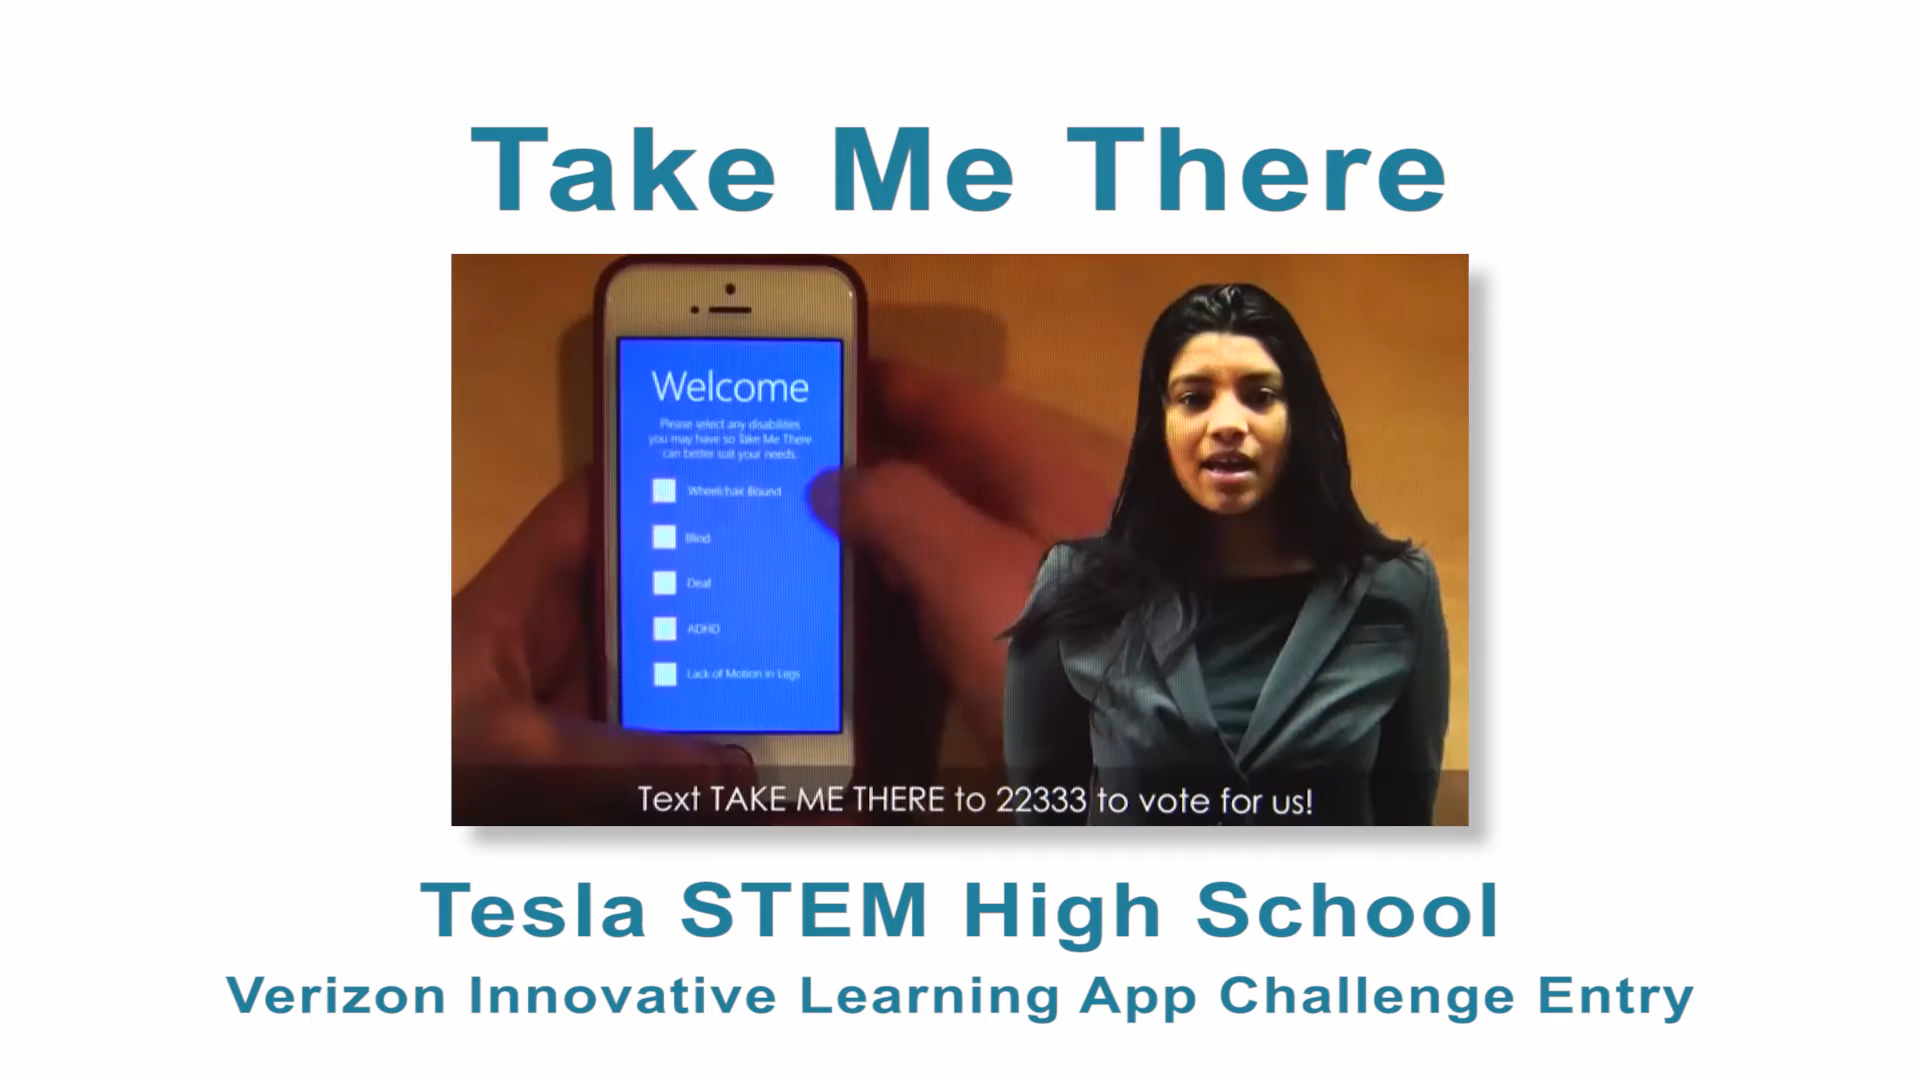 Take Me There
Welcome
Please select any disabilities
you may have so Take Me There
can better suit your needs.
Wheelchair Bound
Blind
Deaf
ADHD
Lack of Motion in Legs
Text TAKE ME THERE to 22333 to vote for us!
Tesla STEM High School
Verizon Innovative Learning App Challenge Entry